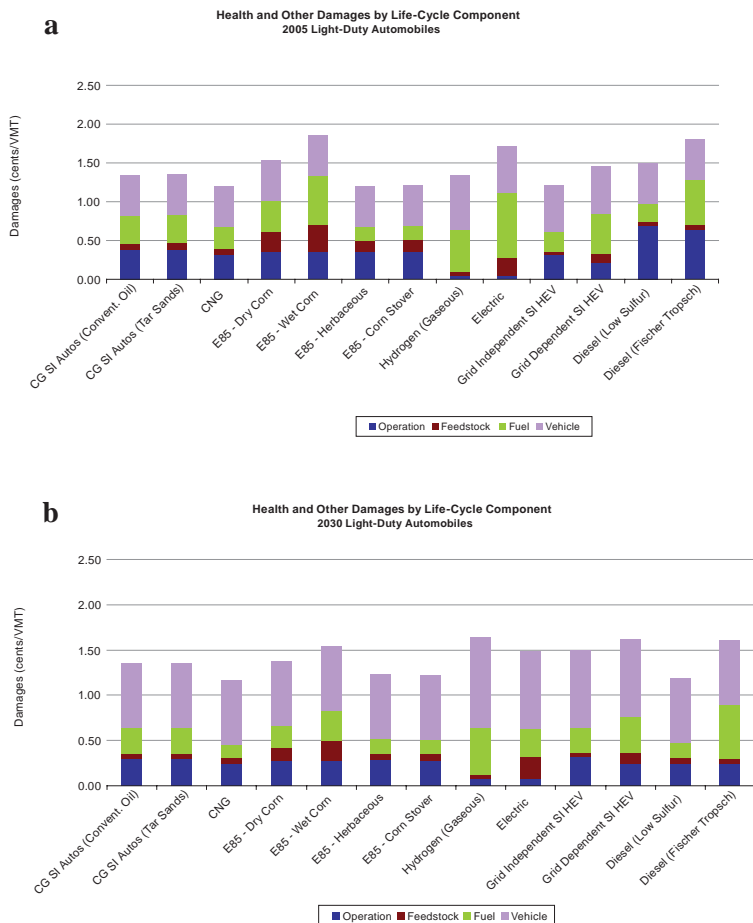 a
Health and Other Damages by Life-Cycle Component
2005 Light-Duty Automobiles
Damages (cents/VMT)
2.50
2.00
1.50
1.00
0.50
0.00
CG SI Autos (Convent. Oil)
CG SI Autos (Tar Sands)
CNG
E85 - Dry Corn
E85 - Wet Corn
E85 - Herbaceous
E85 - Corn Stover
Hydrogen (Gaseous)
Electric
Grid Independent SI HEV
Grid Dependent SI HEV
Diesel (Low Sulfur)
Diesel (Fischer Tropsch)
Operation Feedstock Fuel Vehicle
b
Health and Other Damages by Life-Cycle Component
2030 Light-Duty Automobiles
Damages (cents/VMT)
2.50
2.00
1.50
1.00
0.50
0.00
CG SI Autos (Convent. Oil)
CG SI Autos (Tar Sands)
CNG
E85 - Dry Corn
E85 - Wet Corn
E85 - Herbaceous
E85 - Corn Stover
Hydrogen (Gaseous)
Electric
Grid Independent SI HEV
Grid Dependent SI HEV
Diesel (Low Sulfur)
Diesel (Fischer Tropsch)
Operation Feedstock Fuel Vehicle